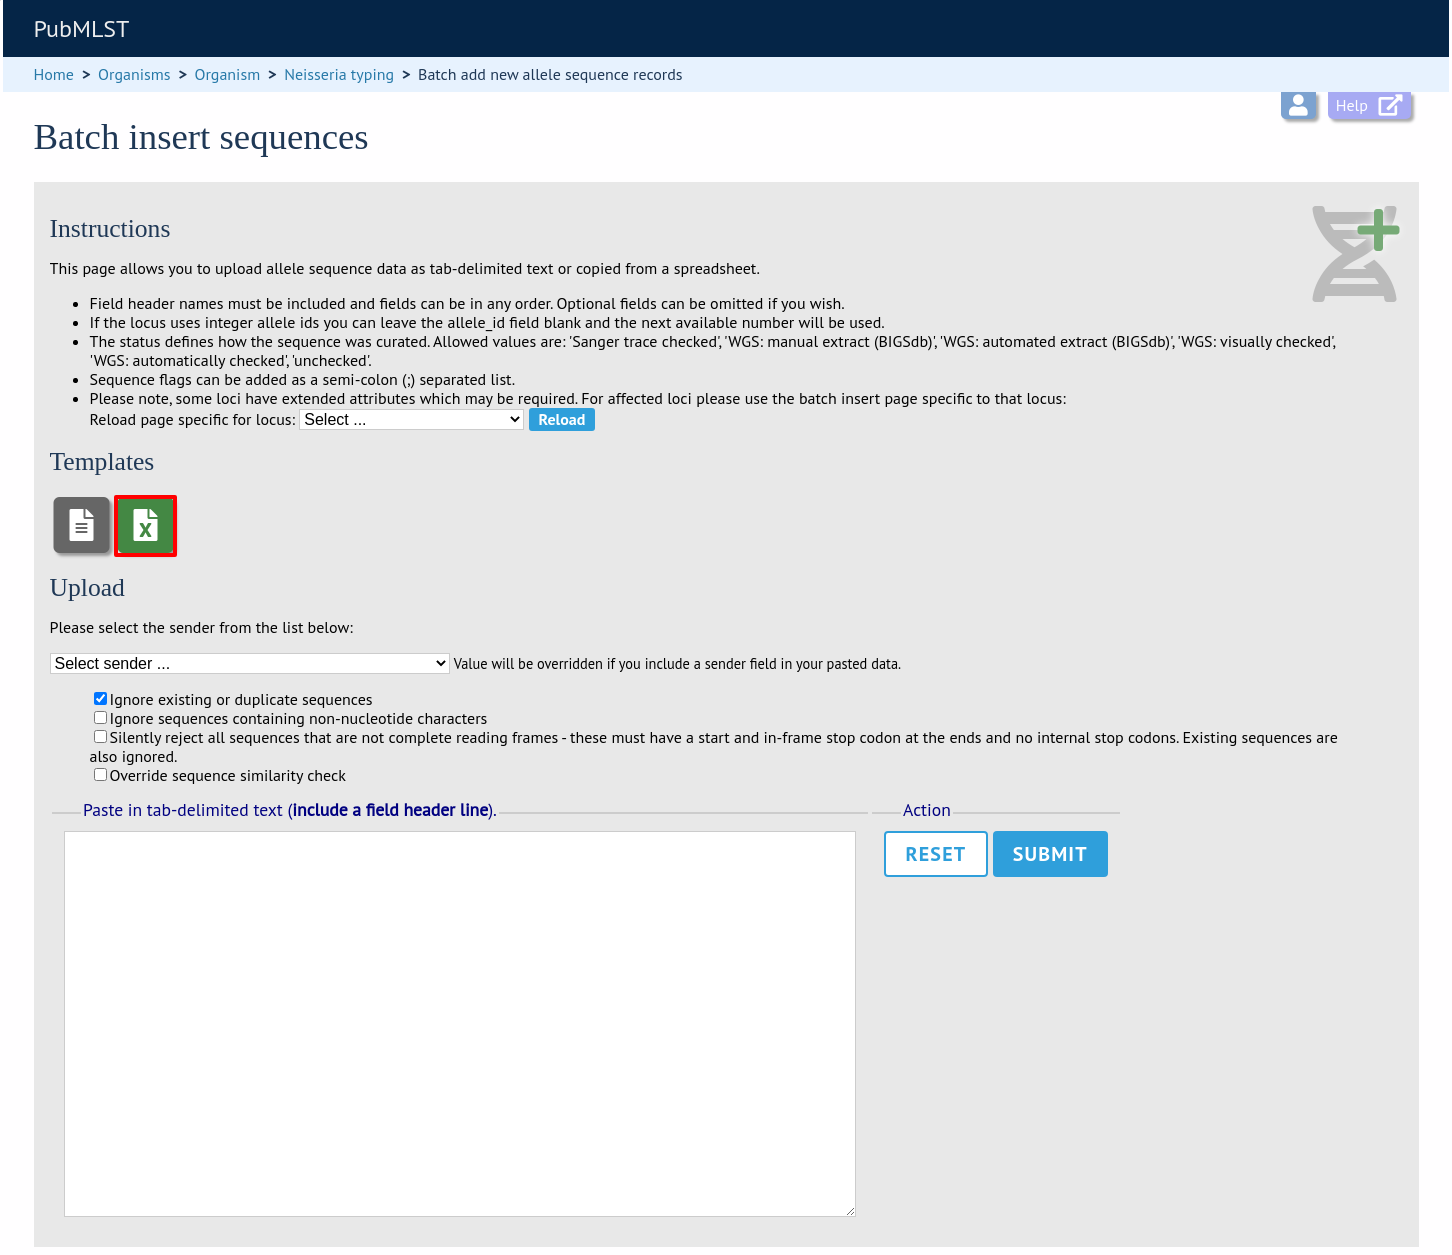 PubMLST
Home > Organisms > Organism > Neisseria typing > Batch add new allele sequence records
Help
Batch insert sequences
Instructions
This page allows you to upload allele sequence data as tab-delimited text or copied from a spreadsheet.
Field header names must be included and fields can be in any order. Optional fields can be omitted if you wish.
If the locus uses integer allele ids you can leave the allele_id field blank and the next available number will be used.
The status defines how the sequence was curated. Allowed values are: 'Sanger trace checked', 'WGS: manual extract (BIGSdb)', 'WGS: automated extract (BIGSdb)', 'WGS: visually checked',
'WGS: automatically checked', 'unchecked'.
Sequence flags can be added as a semi-colon (;) separated list.
Please note, some loci have extended attributes which may be required. For affected loci please use the batch insert page specific to that locus:
Reload page specific for locus: Select ... Reload
Templates
X
Upload
Please select the sender from the list below:
Select sender ... Value will be overridden if you include a sender field in your pasted data.
Ignore existing or duplicate sequences
Ignore sequences containing non-nucleotide characters
Silently reject all sequences that are not complete reading frames - these must have a start and in-frame stop codon at the ends and no internal stop codons. Existing sequences are
also ignored.
Override sequence similarity check
Paste in tab-delimited text (include a field header line).
Action
RESET SUBMIT